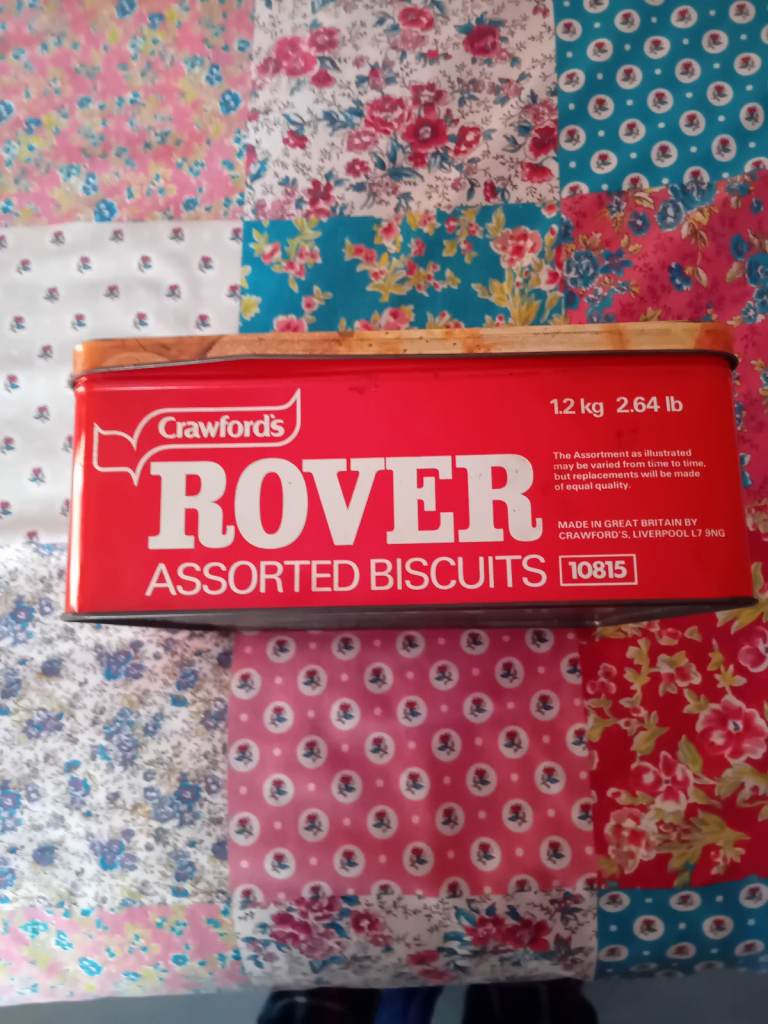 Crawford's
ROVER
ASSORTED BISCUITS
1.2 kg 2.64 lb
The Assortment as illustrated
may be varied from time to time,
but replacements will be made
of equal quality.
MADE IN GREAT BRITAIN BY
CRAWFORD'S, LIVERPOOL L7 9NG
10815